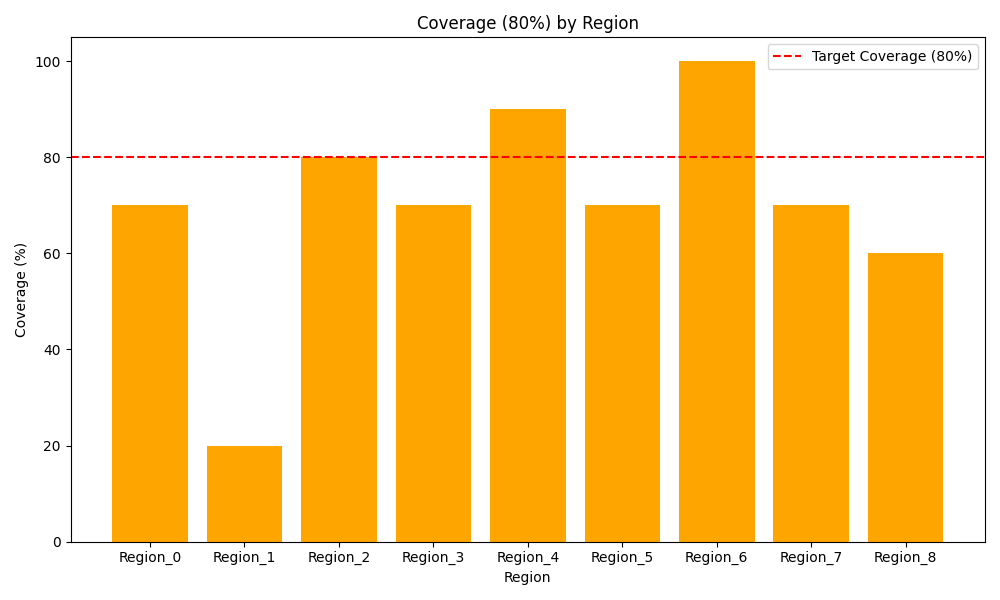 Coverage (80%) by Region
Target Coverage (80%)
Coverage (%)
100
80
60
40
20
0
Region_0 Region_1 Region_2 Region_3 Region_4 Region_5 Region_6 Region_7 Region_8
Region